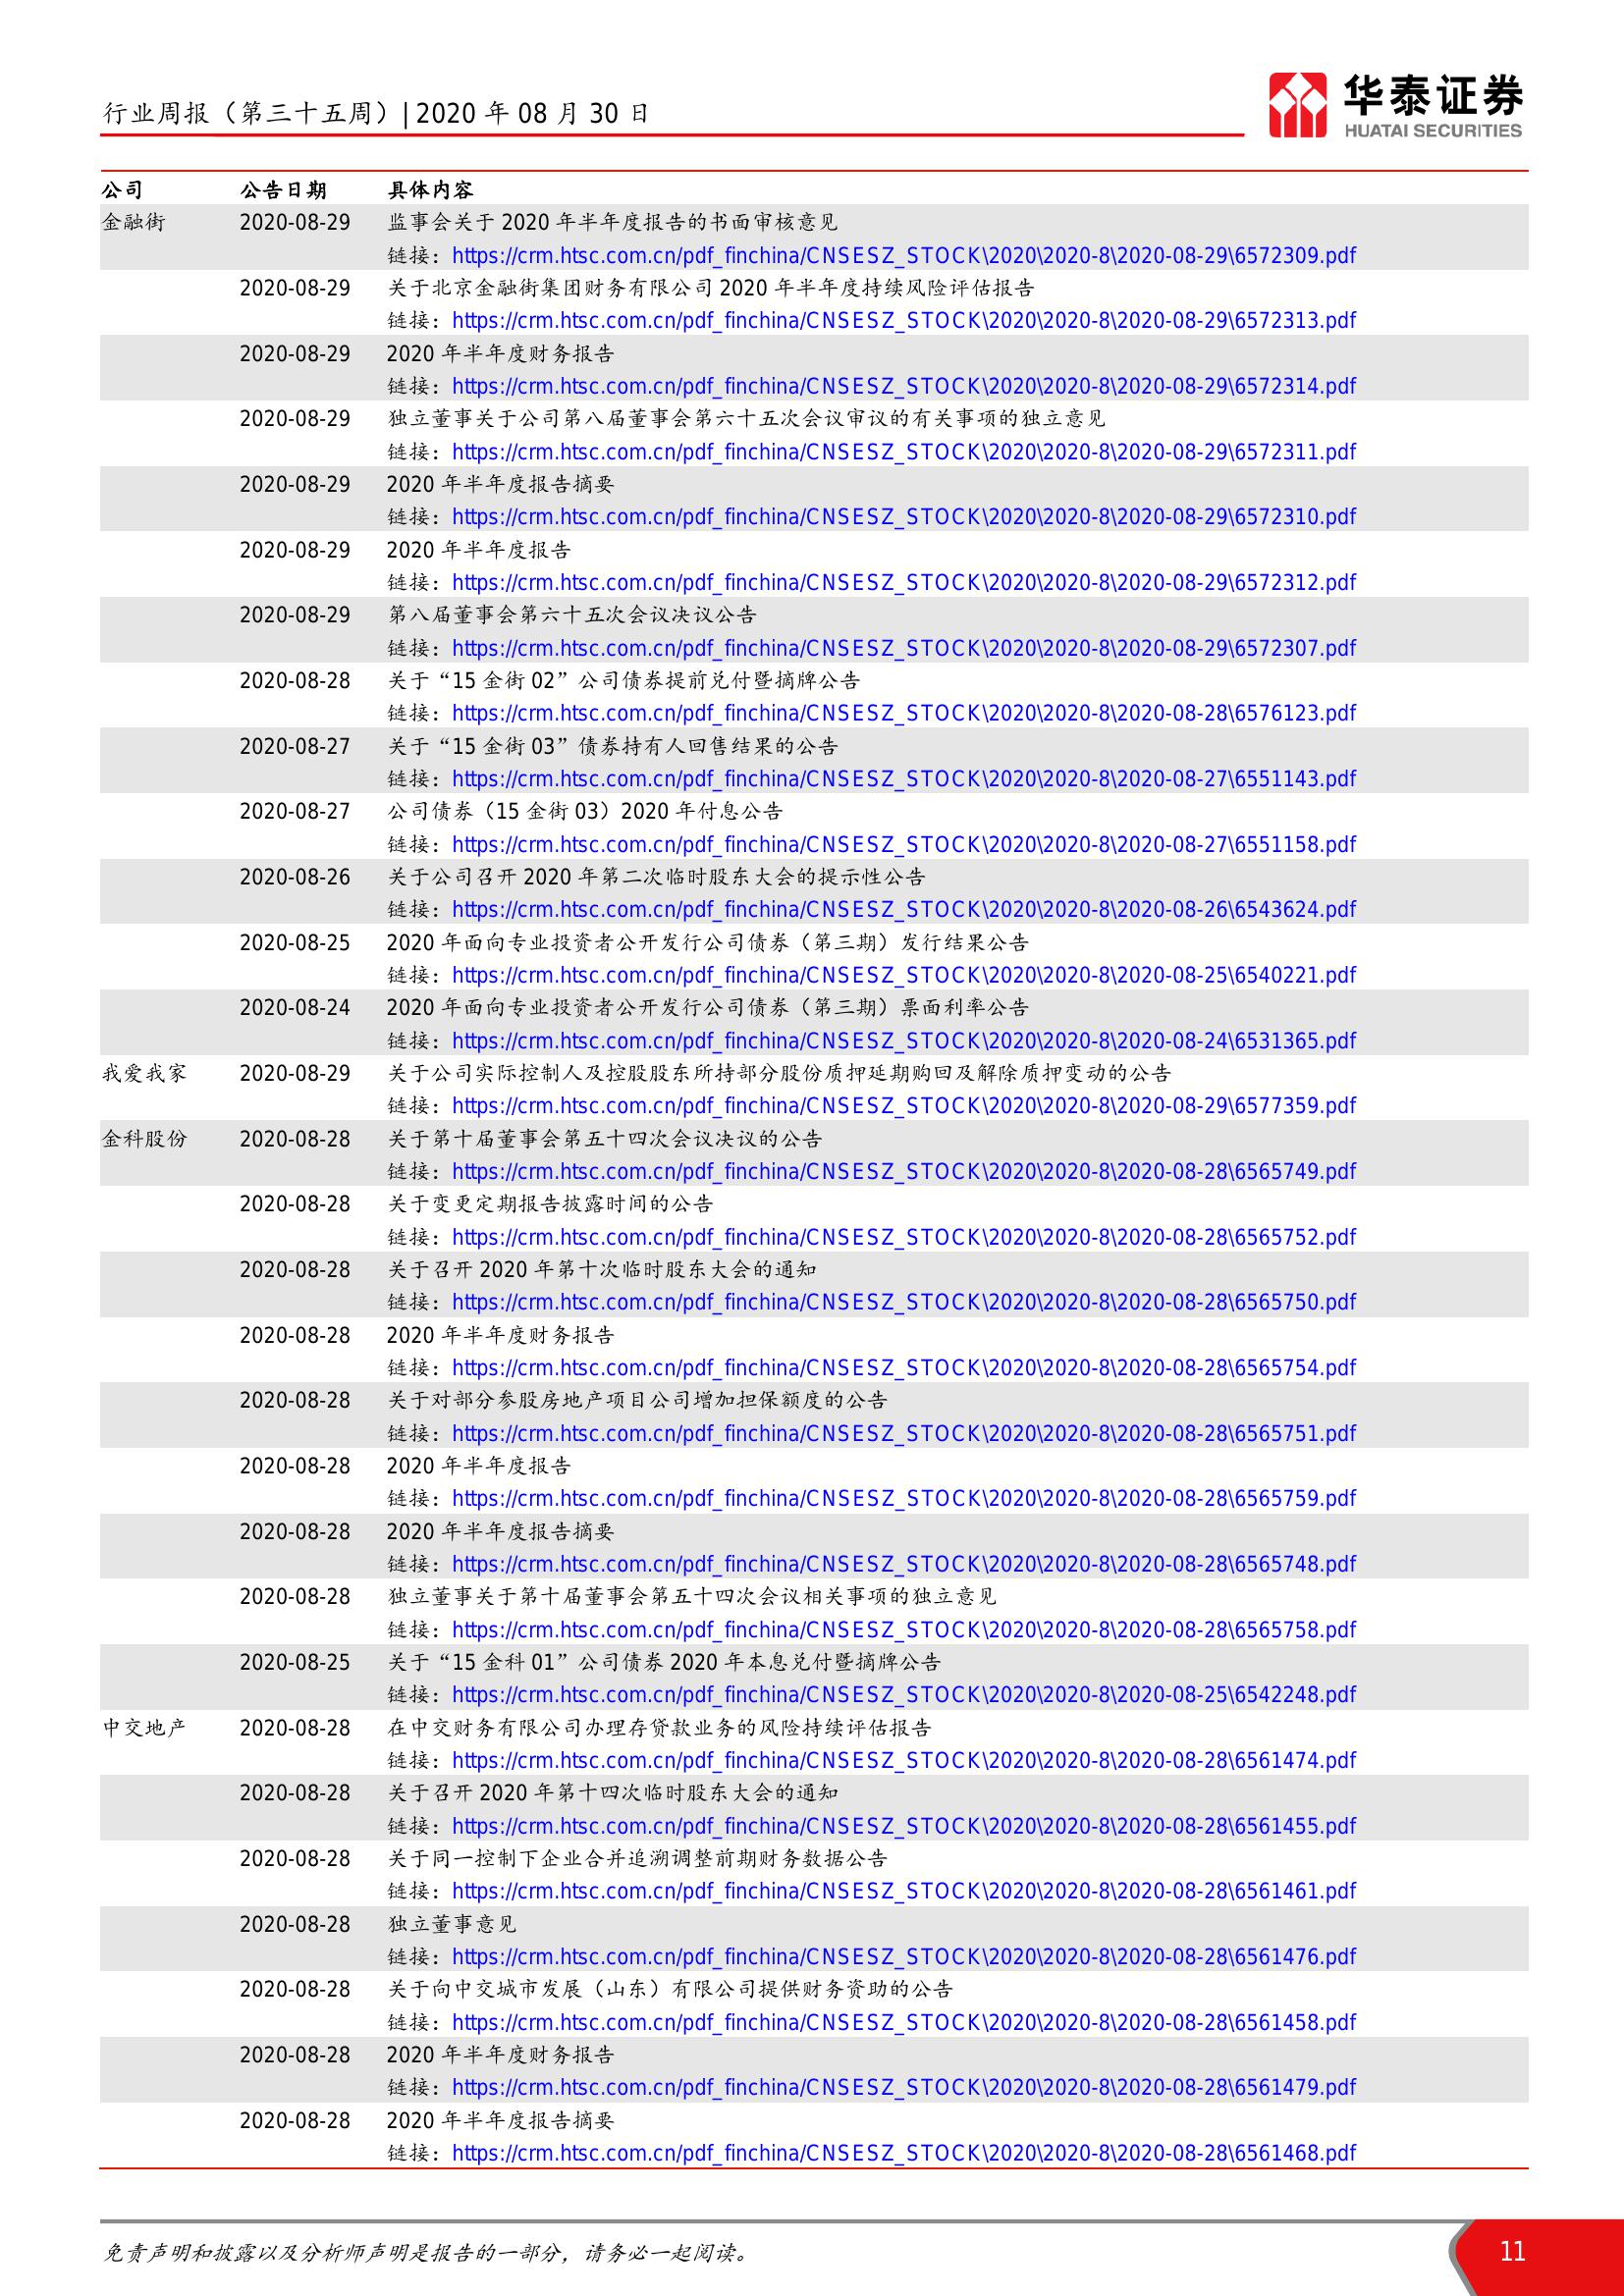 行业周报（第三十五周）| 2020 年 08 月 30 日
华泰证券
HUATAI SECURITIES
公司 公告日期 具体内容
金融街 2020-08-29 监事会关于 2020 年半年度报告的书面审核意见
链接：https://crm.htsc.com.cn/pdf_finchina/CNSESZ_STOCK\2020\2020-8\2020-08-29\6572309.pdf
2020-08-29 关于北京金融街集团财务有限公司 2020 年半年度持续风险评估报告
链接：https://crm.htsc.com.cn/pdf_finchina/CNSESZ_STOCK\2020\2020-8\2020-08-29\6572313.pdf
2020-08-29 2020 年半年度财务报告
链接：https://crm.htsc.com.cn/pdf_finchina/CNSESZ_STOCK\2020\2020-8\2020-08-29\6572314.pdf
2020-08-29 独立董事关于公司第八届董事会第六十五次会议审议的有关事项的独立意见
链接：https://crm.htsc.com.cn/pdf_finchina/CNSESZ_STOCK\2020\2020-8\2020-08-29\6572311.pdf
2020-08-29 2020 年半年度报告摘要
链接：https://crm.htsc.com.cn/pdf_finchina/CNSESZ_STOCK\2020\2020-8\2020-08-29\6572310.pdf
2020-08-29 2020 年半年度报告
链接：https://crm.htsc.com.cn/pdf_finchina/CNSESZ_STOCK\2020\2020-8\2020-08-29\6572312.pdf
2020-08-29 第八届董事会第六十五次会议决议公告
链接：https://crm.htsc.com.cn/pdf_finchina/CNSESZ_STOCK\2020\2020-8\2020-08-29\6572307.pdf
2020-08-28 关于“15 金街 02”公司债券提前兑付暨摘牌公告
链接：https://crm.htsc.com.cn/pdf_finchina/CNSESZ_STOCK\2020\2020-8\2020-08-28\6576123.pdf
2020-08-27 关于“15 金街 03”债券持有人回售结果的公告
链接：https://crm.htsc.com.cn/pdf_finchina/CNSESZ_STOCK\2020\2020-8\2020-08-27\6551143.pdf
2020-08-27 公司债券（15 金街 03）2020 年付息公告
链接：https://crm.htsc.com.cn/pdf_finchina/CNSESZ_STOCK\2020\2020-8\2020-08-27\6551158.pdf
2020-08-26 关于公司召开 2020 年第二次临时股东大会的提示性公告
链接：https://crm.htsc.com.cn/pdf_finchina/CNSESZ_STOCK\2020\2020-8\2020-08-26\6543624.pdf
2020-08-25 2020 年面向专业投资者公开发行公司债券（第三期）发行结果公告
链接：https://crm.htsc.com.cn/pdf_finchina/CNSESZ_STOCK\2020\2020-8\2020-08-25\6540221.pdf
2020-08-24 2020 年面向专业投资者公开发行公司债券（第三期）票面利率公告
链接：https://crm.htsc.com.cn/pdf_finchina/CNSESZ_STOCK\2020\2020-8\2020-08-24\6531365.pdf
我爱我家 2020-08-29 关于公司实际控制人及控股股东所持部分股份质押延期购回及解除质押变动的公告
链接：https://crm.htsc.com.cn/pdf_finchina/CNSESZ_STOCK\2020\2020-8\2020-08-29\6577359.pdf
金科股份 2020-08-28 关于第十届董事会第五十四次会议决议的公告
链接：https://crm.htsc.com.cn/pdf_finchina/CNSESZ_STOCK\2020\2020-8\2020-08-28\6565749.pdf
2020-08-28 关于变更定期报告披露时间的公告
链接：https://crm.htsc.com.cn/pdf_finchina/CNSESZ_STOCK\2020\2020-8\2020-08-28\6565752.pdf
2020-08-28 关于召开 2020 年第十次临时股东大会的通知
链接：https://crm.htsc.com.cn/pdf_finchina/CNSESZ_STOCK\2020\2020-8\2020-08-28\6565750.pdf
2020-08-28 2020 年半年度财务报告
链接：https://crm.htsc.com.cn/pdf_finchina/CNSESZ_STOCK\2020\2020-8\2020-08-28\6565754.pdf
2020-08-28 关于对部分参股房地产项目公司增加担保额度的公告
链接：https://crm.htsc.com.cn/pdf_finchina/CNSESZ_STOCK\2020\2020-8\2020-08-28\6565751.pdf
2020-08-28 2020 年半年度报告
链接：https://crm.htsc.com.cn/pdf_finchina/CNSESZ_STOCK\2020\2020-8\2020-08-28\6565759.pdf
2020-08-28 2020 年半年度报告摘要
链接：https://crm.htsc.com.cn/pdf_finchina/CNSESZ_STOCK\2020\2020-8\2020-08-28\6565748.pdf
2020-08-28 独立董事关于第十届董事会第五十四次会议相关事项的独立意见
链接：https://crm.htsc.com.cn/pdf_finchina/CNSESZ_STOCK\2020\2020-8\2020-08-28\6565758.pdf
2020-08-25 关于“15 金科 01”公司债券 2020 年本息兑付暨摘牌公告
链接：https://crm.htsc.com.cn/pdf_finchina/CNSESZ_STOCK\2020\2020-8\2020-08-25\6542248.pdf
中交地产 2020-08-28 在中交财务有限公司办理存贷款业务的风险持续评估报告
链接：https://crm.htsc.com.cn/pdf_finchina/CNSESZ_STOCK\2020\2020-8\2020-08-28\6561474.pdf
2020-08-28 关于召开 2020 年第十四次临时股东大会的通知
链接：https://crm.htsc.com.cn/pdf_finchina/CNSESZ_STOCK\2020\2020-8\2020-08-28\6561455.pdf
2020-08-28 关于同一控制下企业合并追溯调整前期财务数据公告
链接：https://crm.htsc.com.cn/pdf_finchina/CNSESZ_STOCK\2020\2020-8\2020-08-28\6561461.pdf
2020-08-28 独立董事意见
链接：https://crm.htsc.com.cn/pdf_finchina/CNSESZ_STOCK\2020\2020-8\2020-08-28\6561476.pdf
2020-08-28 关于向中交城市发展（山东）有限公司提供财务资助的公告
链接：https://crm.htsc.com.cn/pdf_finchina/CNSESZ_STOCK\2020\2020-8\2020-08-28\6561458.pdf
2020-08-28 2020 年半年度财务报告
链接：https://crm.htsc.com.cn/pdf_finchina/CNSESZ_STOCK\2020\2020-8\2020-08-28\6561479.pdf
2020-08-28 2020 年半年度报告摘要
链接：https://crm.htsc.com.cn/pdf_finchina/CNSESZ_STOCK\2020\2020-8\2020-08-28\6561468.pdf
免责声明和披露以及分析师声明是报告的一部分，请务必一起阅读。
11